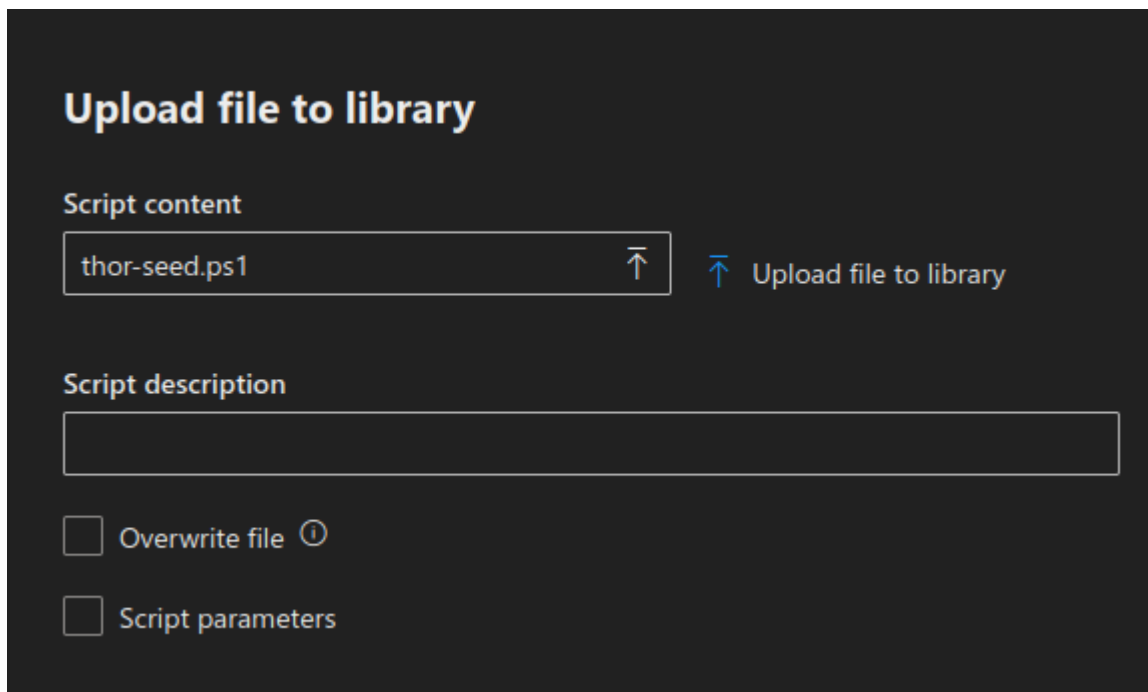 Upload file to library
Script content
thor-seed.ps1
Upload file to library
Script description
Overwrite file
Script parameters